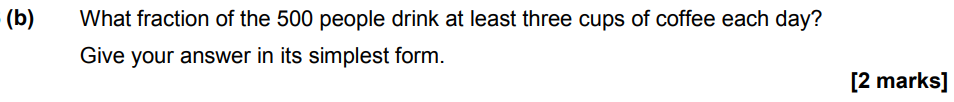 (b) What fraction of the 500 people drink at least three cups of coffee each day?
Give your answer in its simplest form.
[2 marks]